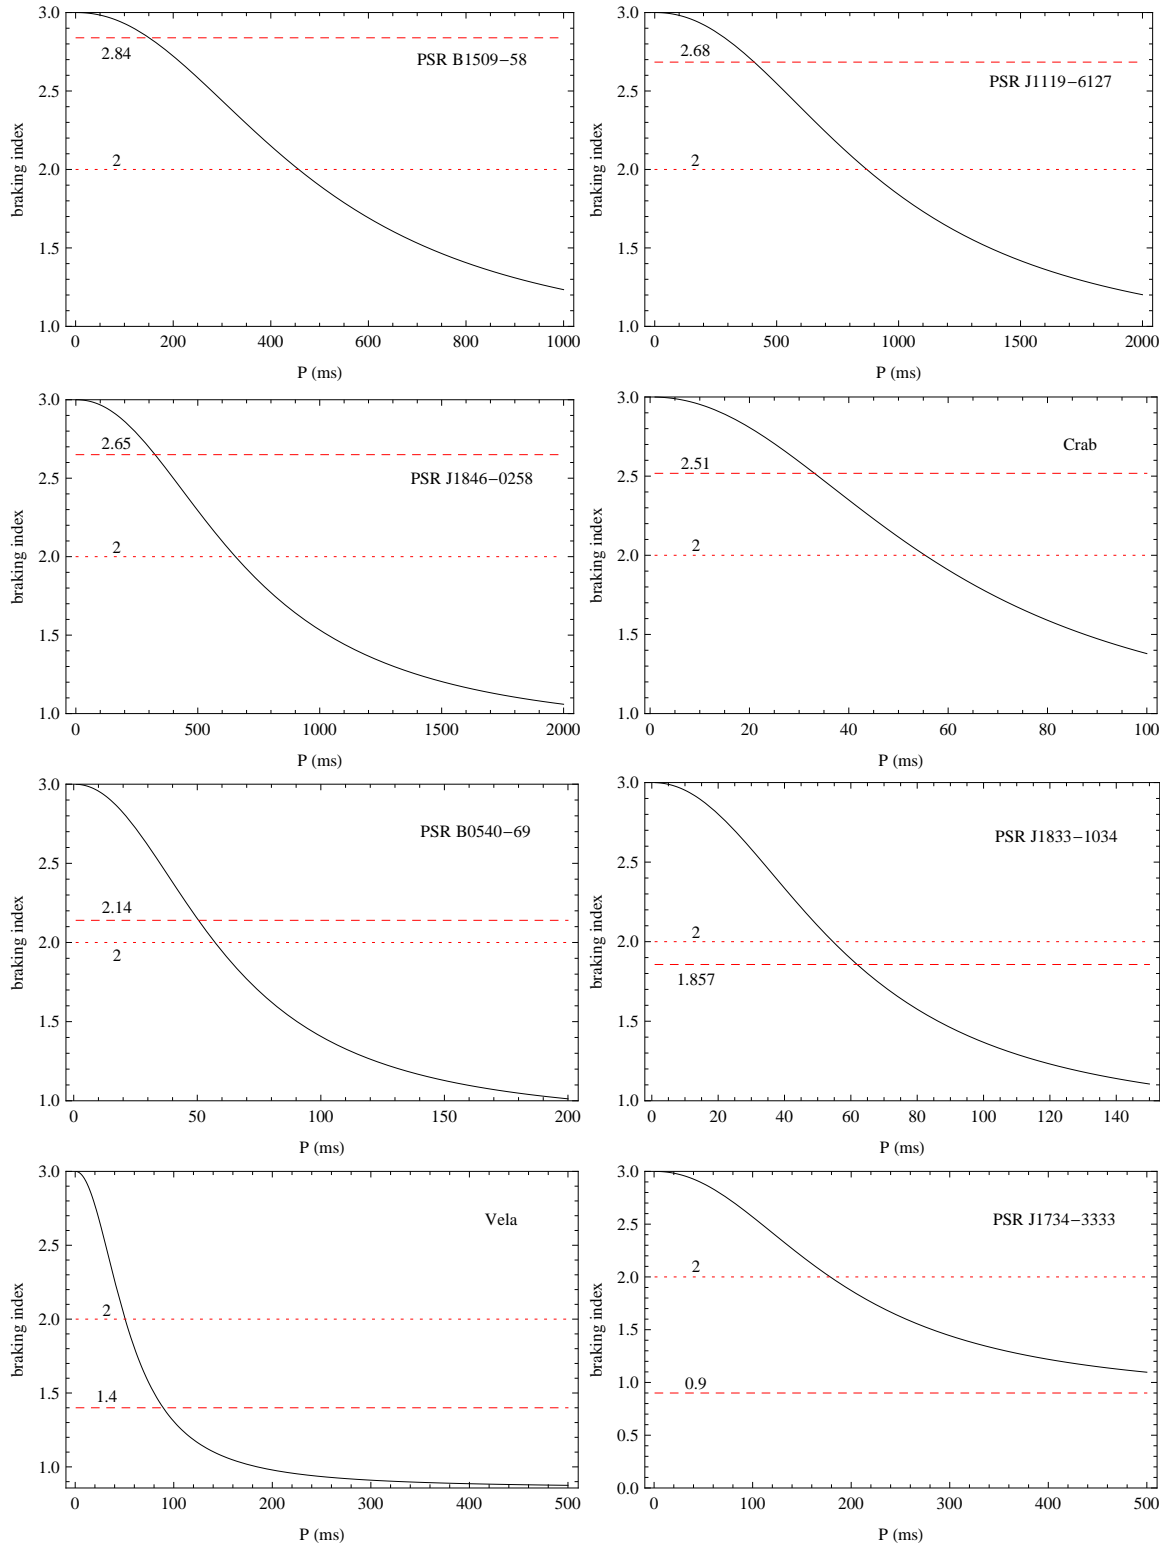 3.0
2.5
2.0
1.5
1.0
braking index
2.84
2
PSR B1509−58
0 200 400 600 800 1000
P (ms)
3.0
2.5
2.0
1.5
1.0
braking index
2.68
2
PSR J1119−6127
0 500 1000 1500 2000
P (ms)
3.0
2.5
2.0
1.5
1.0
braking index
2.65
2
PSR J1846−0258
0 500 1000 1500 2000
P (ms)
3.0
2.5
2.0
1.5
1.0
braking index
2.51
2
Crab
0 20 40 60 80 100
P (ms)
3.0
2.5
2.0
1.5
1.0
braking index
2.14
2
PSR B0540−69
0 50 100 150 200
P (ms)
3.0
2.5
2.0
1.5
1.0
braking index
2
1.857
PSR J1833−1034
0 20 40 60 80 100 120 140
P (ms)
3.0
2.5
2.0
1.5
1.0
braking index
2
1.4
Vela
0 100 200 300 400 500
P (ms)
3.0
2.5
2.0
1.5
1.0
0.5
0.0
braking index
2
0.9
PSR J1734−3333
0 100 200 300 400 500
P (ms)